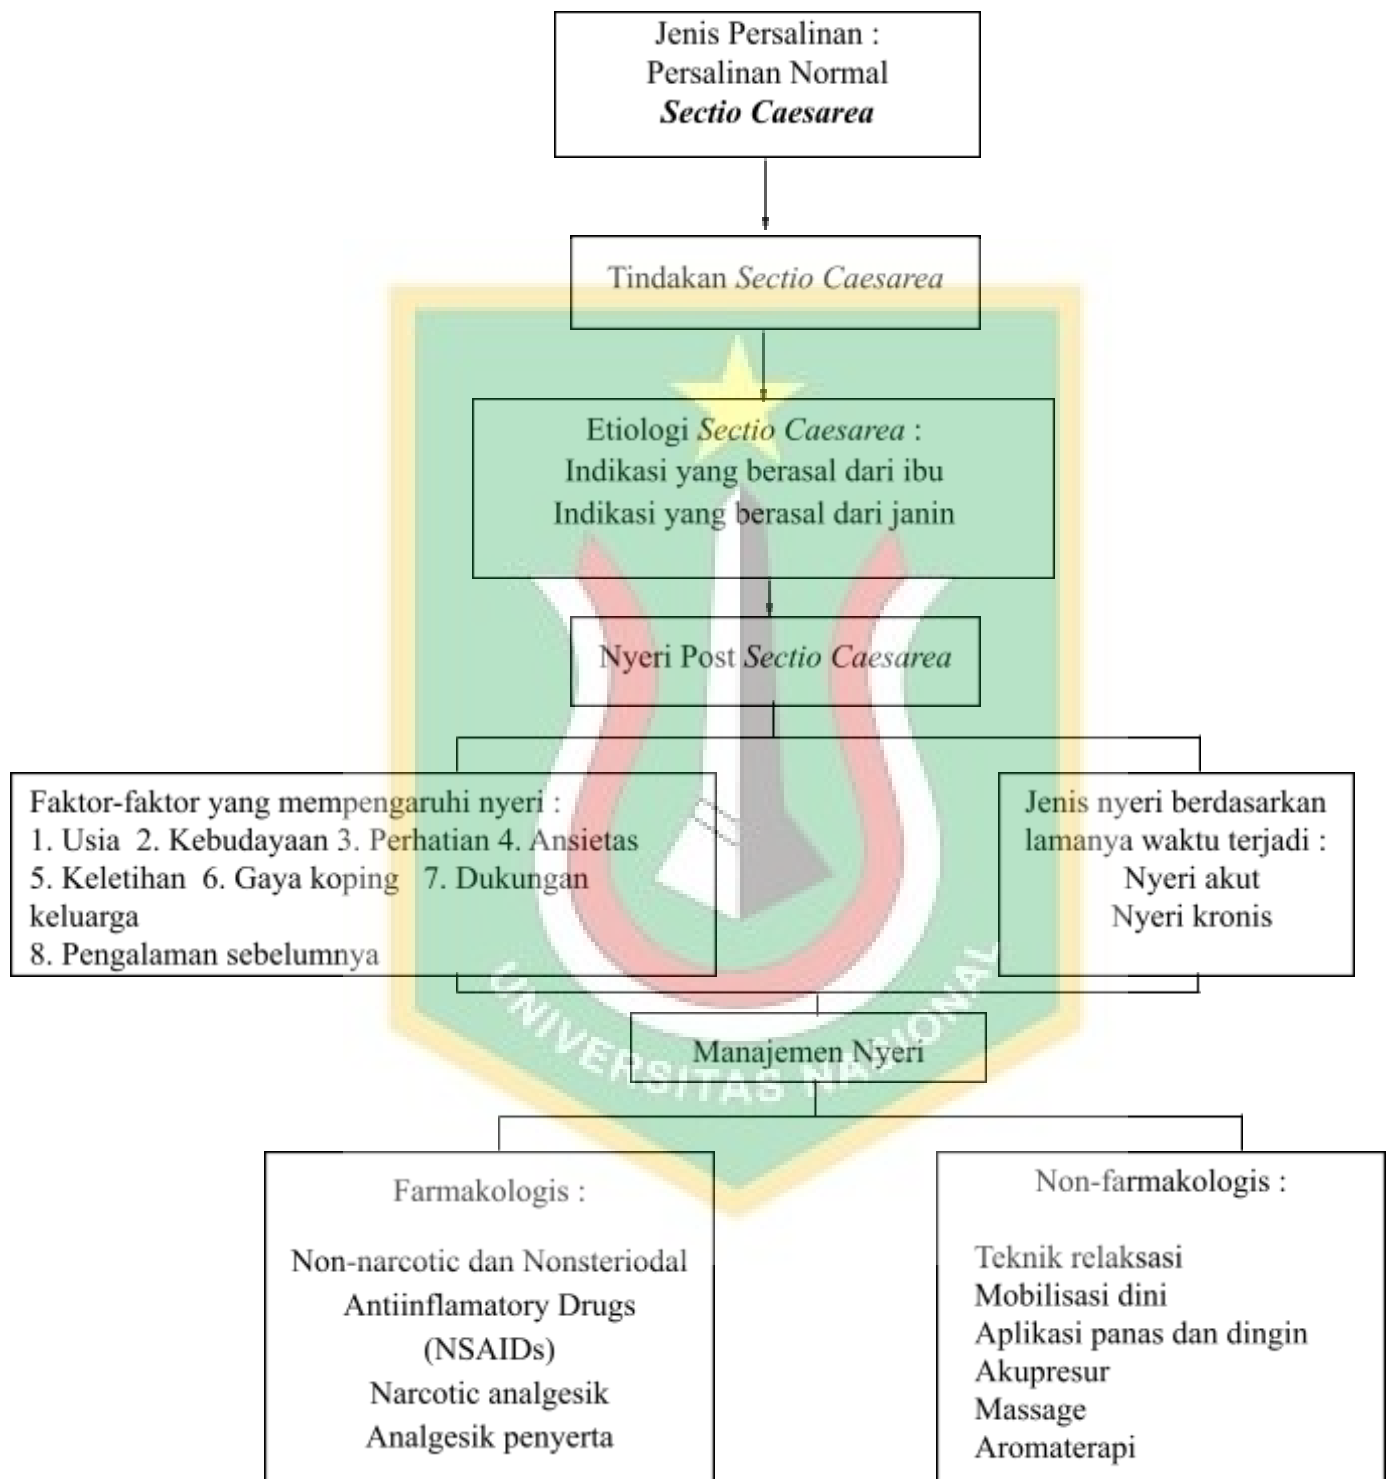 Jenis Persalinan :
Persalinan Normal
Sectio Caesarea
Tindakan Sectio Caesarea
Etiologi Sectio Caesarea :
Indikasi yang berasal dari ibu
Indikasi yang berasal dari janin
Nyeri Post Sectio Caesarea
Faktor-faktor yang mempengaruhi nyeri :
1. Usia 2. Kebudayaan 3. Perhatian 4. Ansietas
5. Keletihan 6. Gaya koping 7. Dukungan
keluarga
8. Pengalaman sebelumnya
Jenis nyeri berdasarkan
lamanya waktu terjadi :
Nyeri akut
Nyeri kronis
UNIVERSITAS NASIONAL
Manajemen Nyeri
Farmakologis :
Non-narcotic dan Nonsteriodal
Antiinflamatory Drugs
(NSAIDs)
Narcotic analgesik
Analgesik penyerta
Non-farmakologis :
Teknik relaksasi
Mobilisasi dini
Aplikasi panas dan dingin
Akupresur
Massage
Aromaterapi